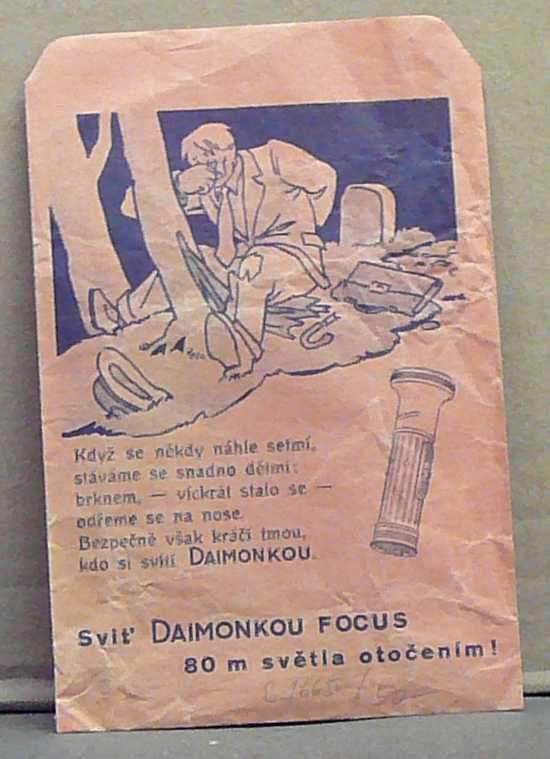 Když se někdy náhle setmí,
stáváme se snadno dětmi:
brknem, — víckrát stalo se —
odřeme se na nose.
Bezpečně však kráčí tmou,
kdo si svítí DAIMONKOU.
Sviť DAIMONKOU FOCUS
80 m světla otočením!